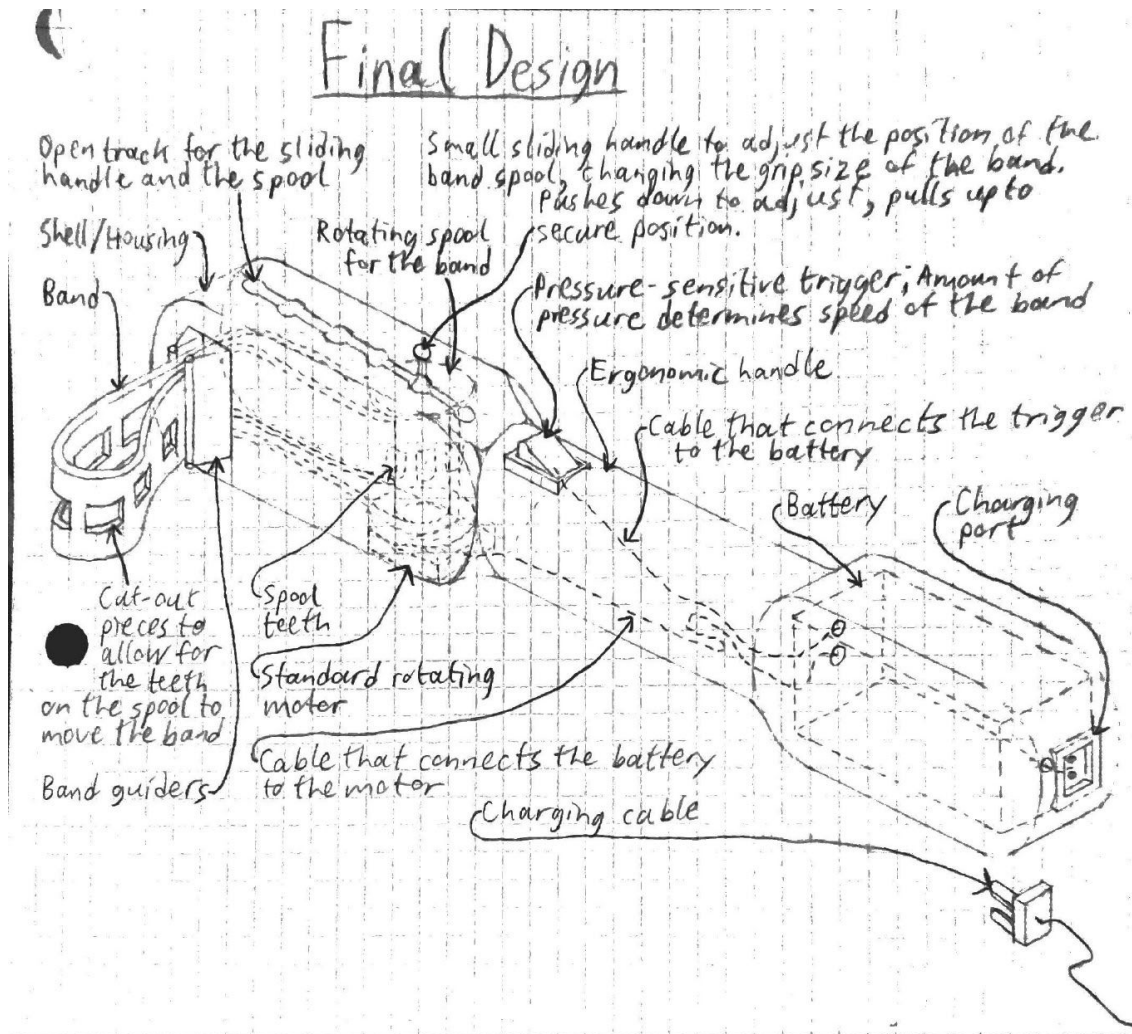 Final Design
Open track for the sliding
handle and the spool
Small sliding handle to adjust the position of the
band spool, changing the grip size of the band.
Pushes down to adjust, pulls up to
secure position.
Shell/Housing
Rotating spool
for the band
Band
Pressure-sensitive trigger; Amount of
pressure determines speed of the band
Ergonomic handle
Cable that connects the trigger
to the battery
Battery
Charging
port
Cut-out
pieces to
allow for
the teeth
on the spool to
move the band
Spool
teeth
Standard rotating
motor
Band guiders
Cable that connects the battery
to the motor
Charging cable